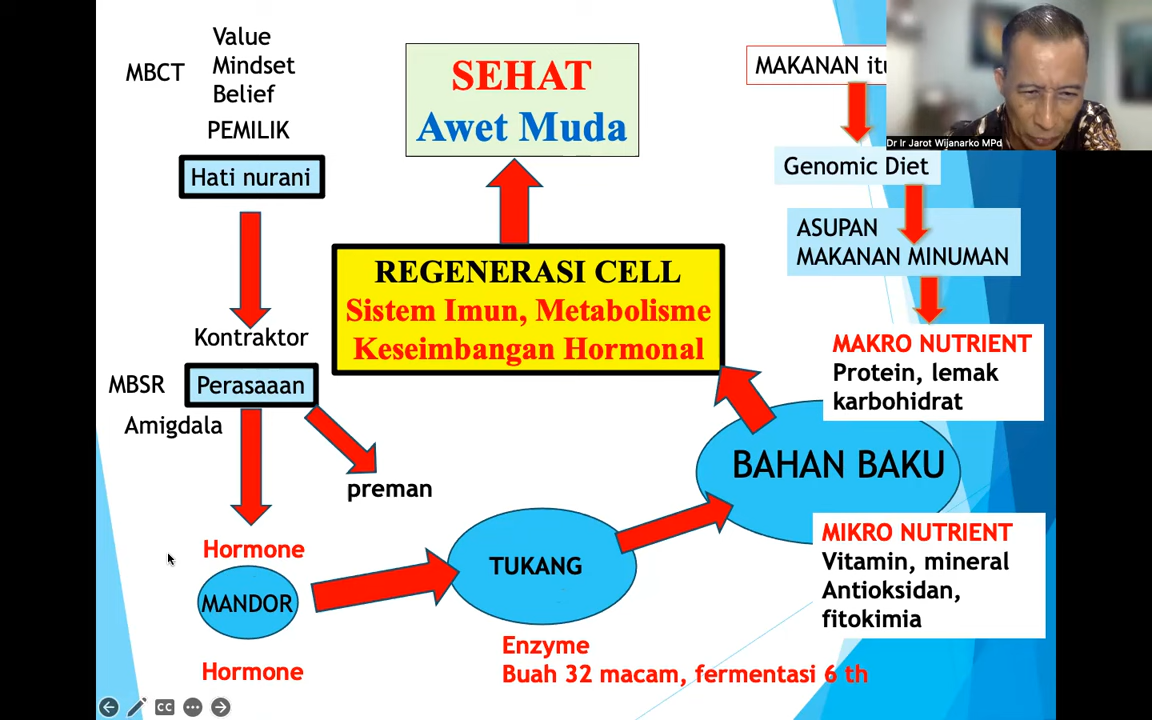 MBCT
Value
Mindset
Belief
PEMILIK
Hati nurani
Kontraktor
MBSR
Perasaaan
Amigdala
preman
Hormone
MANDOR
Hormone
SEHAT
Awet Muda
REGENERASI CELL
Sistem Imun, Metabolisme
Keseimbangan Hormonal
TUKANG
Enzyme
Buah 32 macam, fermentasi 6 th
MAKANAN itu
Dr Ir Jarot Wijanarko MPd
Genomic Diet
ASUPAN
MAKANAN MINUMAN
MAKRO NUTRIENT
Protein, lemak
karbohidrat
BAHAN BAKU
MIKRO NUTRIENT
Vitamin, mineral
Antioksidan,
fitokimia
CC